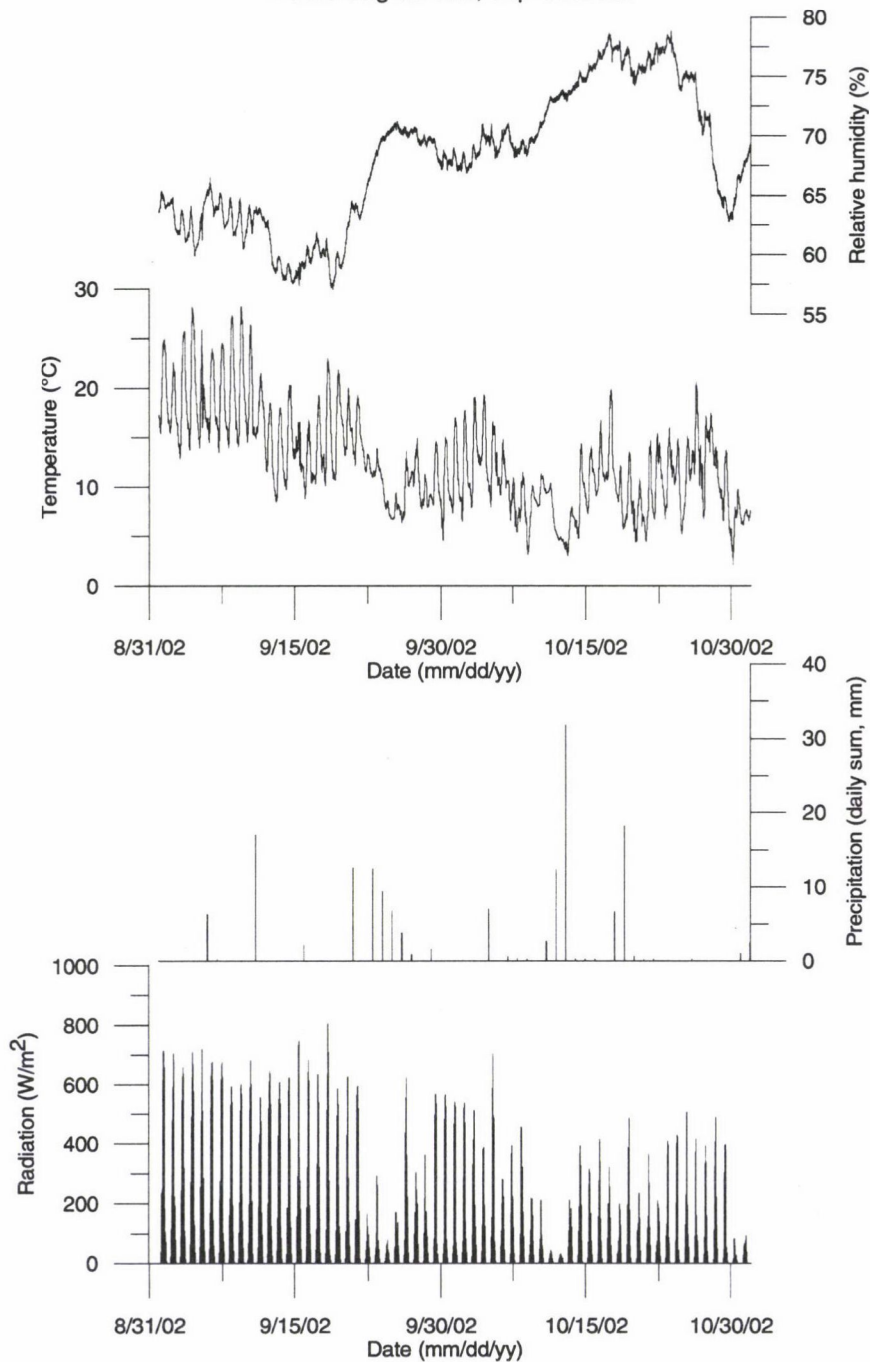 80
75
70
65
60
55
Relative humidity (%)
30
20
10
0
Temperature (°C)
8/31/02 9/15/02 9/30/02 10/15/02 10/30/02
Date (mm/dd/yy)
40
30
20
10
0
Precipitation (daily sum, mm)
1000
800
600
400
200
0
Radiation (W/m²)
8/31/02 9/15/02 9/30/02 10/15/02 10/30/02
Date (mm/dd/yy)